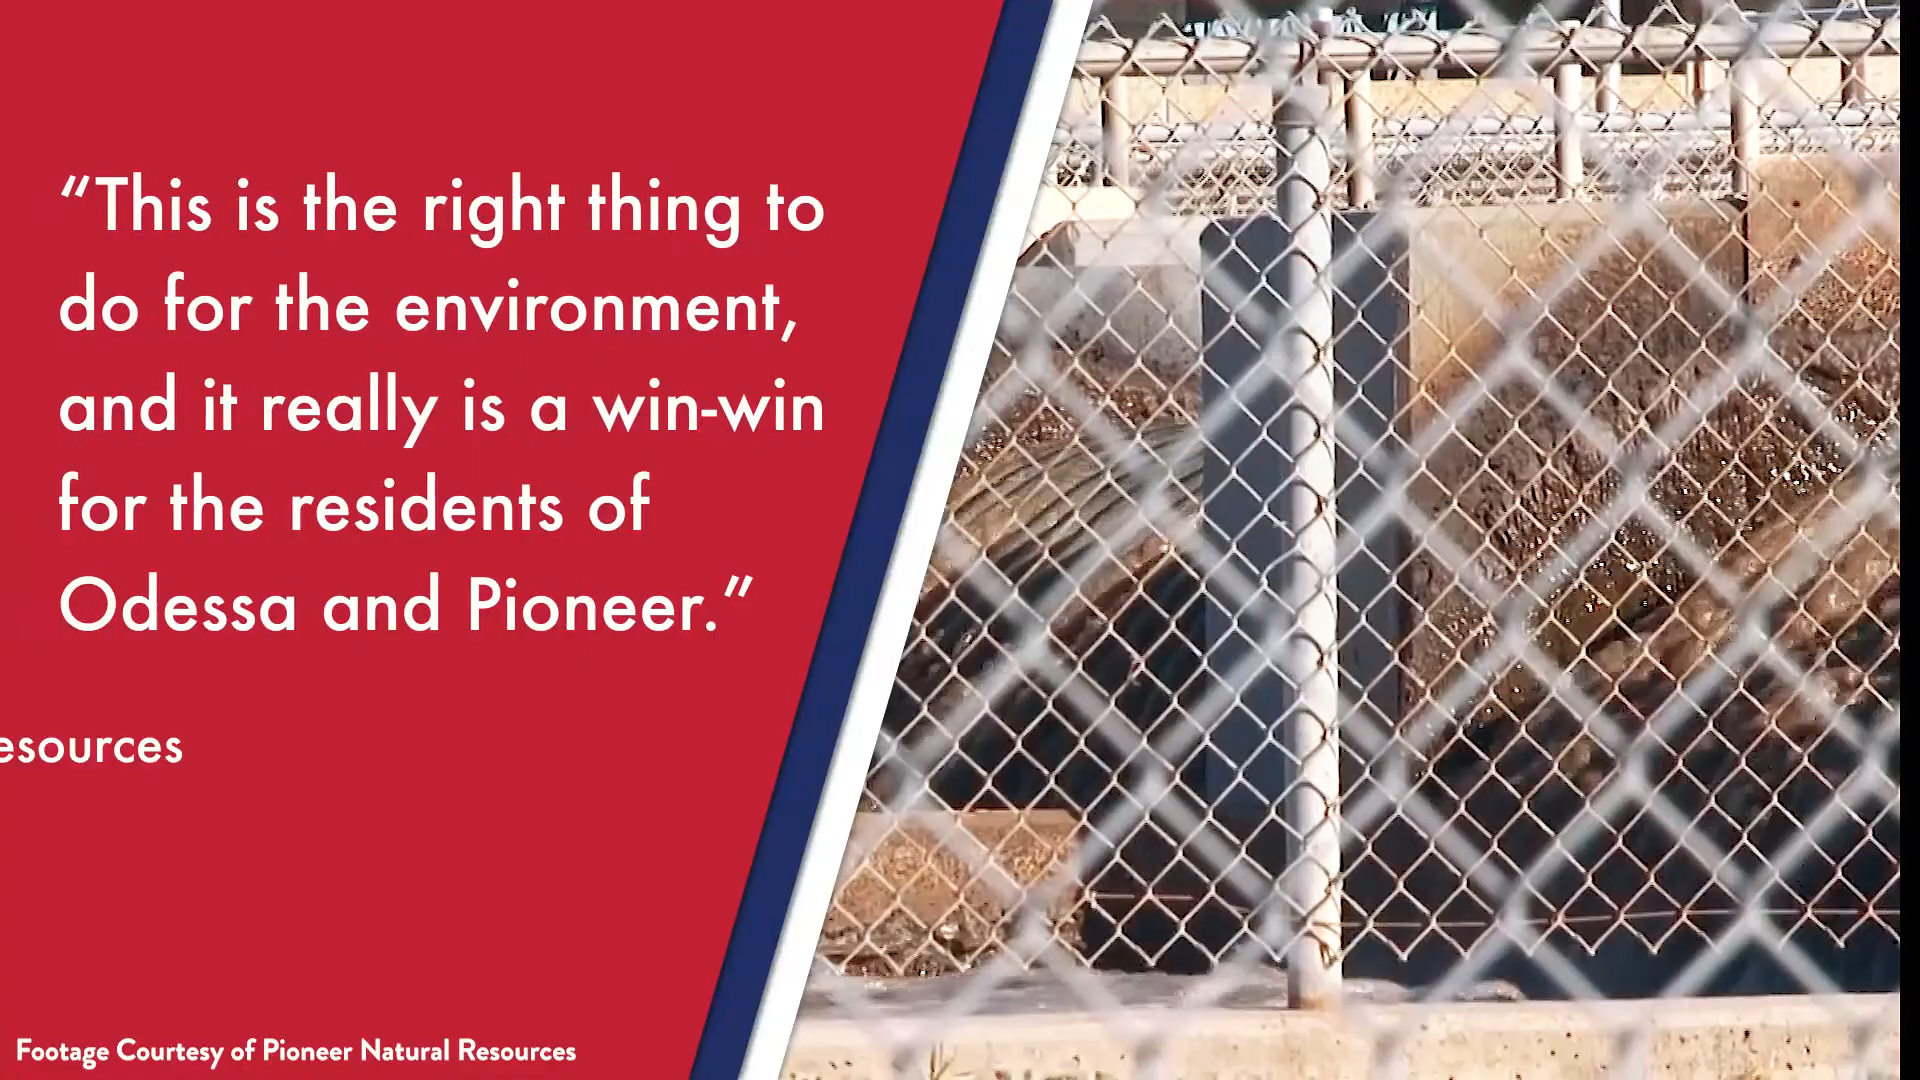 “This is the right thing to
do for the environment,
and it really is a win-win
for the residents of
Odessa and Pioneer.”
esources
Footage Courtesy of Pioneer Natural Resources